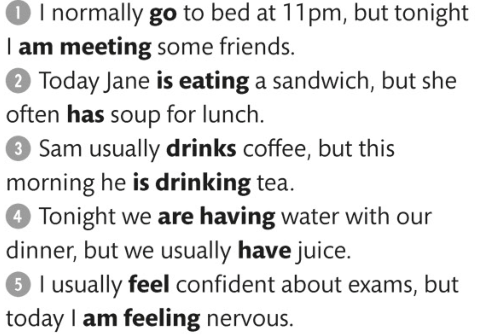 1 I normally go to bed at 11pm, but tonight
I am meeting some friends.
2 Today Jane is eating a sandwich, but she
often has soup for lunch.
3 Sam usually drinks coffee, but this
morning he is drinking tea.
4 Tonight we are having water with our
dinner, but we usually have juice.
5 I usually feel confident about exams, but
today I am feeling nervous.